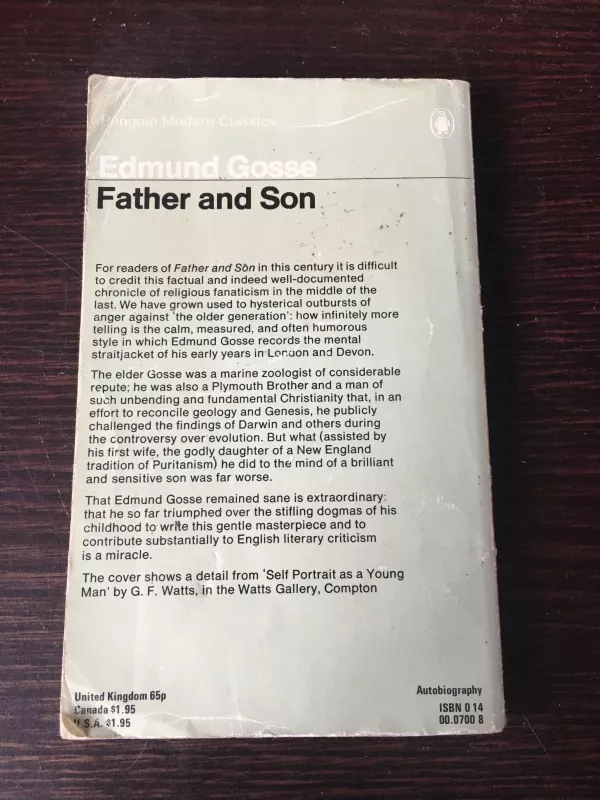 Penguin Modern Classics
Edmund Gosse
Father and Son
For readers of Father and Son in this century it is difficult
to credit this factual and indeed well-documented
chronicle of religious fanaticism in the middle of the
last. We have grown used to hysterical outbursts of
anger against 'the older generation': how infinitely more
telling is the calm, measured, and often humorous
style in which Edmund Gosse records the mental
straitjacket of his early years in London and Devon.
The elder Gosse was a marine zoologist of considerable
repute; he was also a Plymouth Brother and a man of
such unbending and fundamental Christianity that, in an
effort to reconcile geology and Genesis, he publicly
challenged the findings of Darwin and others during
the controversy over evolution. But what (assisted by
his first wife, the godly daughter of a New England
tradition of Puritanism) he did to the mind of a brilliant
and sensitive son was far worse.
That Edmund Gosse remained sane is extraordinary:
that he so far triumphed over the stifling dogmas of his
childhood to write this gentle masterpiece and to
contribute substantially to English literary criticism
is a miracle.
The cover shows a detail from 'Self Portrait as a Young
Man' by G. F. Watts, in the Watts Gallery, Compton
United Kingdom 65p
Canada $1.95
U.S.A. $1.95
Autobiography
ISBN 0 14
00.0700 8